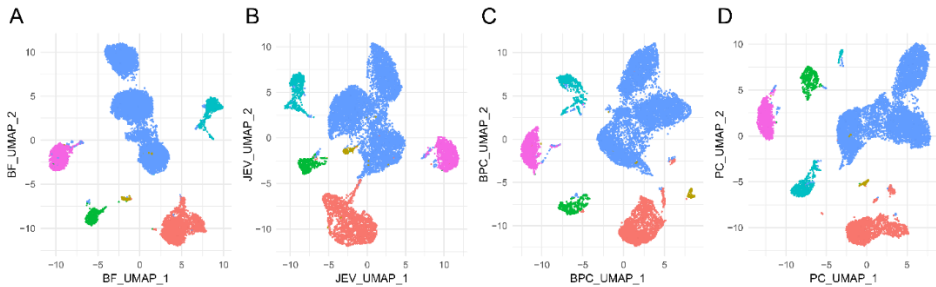 A B C D
10
5
0
−5
−10
BF_UMAP_2
−10 −5 0 5 10
BF_UMAP_1
10
5
0
−5
−10
JEV_UMAP_2
−10 −5 0 5 10
JEV_UMAP_1
10
5
0
−5
−10
BPC_UMAP_2
−10 −5 0 5
BPC_UMAP_1
10
5
0
−5
−10
PC_UMAP_2
−10 −5 0 5
PC_UMAP_1